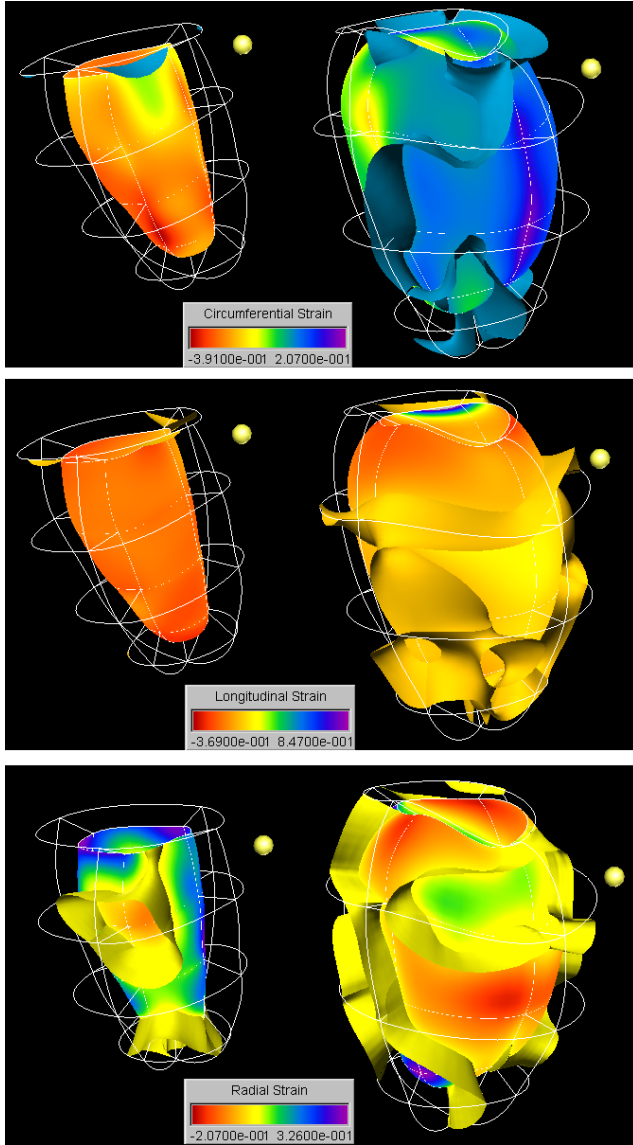 Circumferential Strain
-3.9100e-001 2.0700e-001
Longitudinal Strain
-3.6900e-001 8.4700e-001
Radial Strain
-2.0700e-001 3.2600e-001